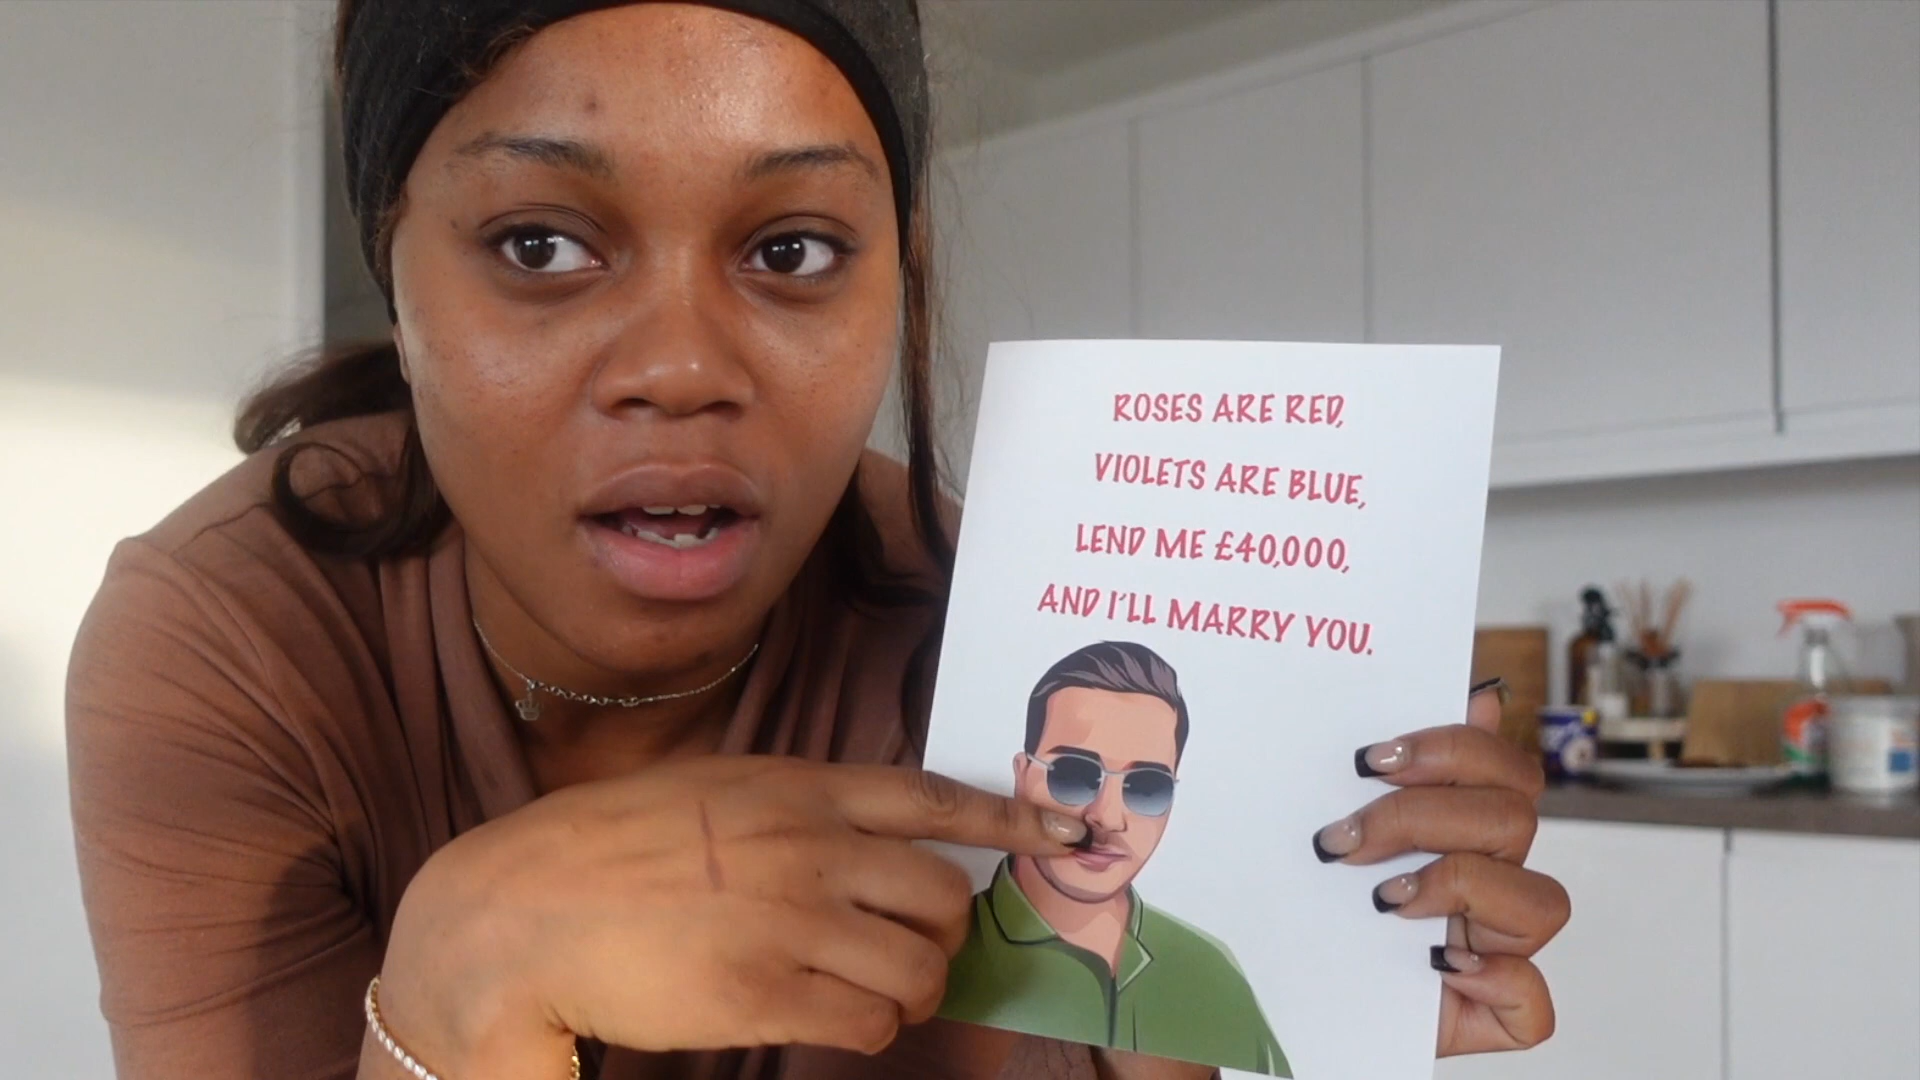 ROSES ARE RED,
VIOLETS ARE BLUE,
LEND ME £40,000,
AND I'LL MARRY YOU.